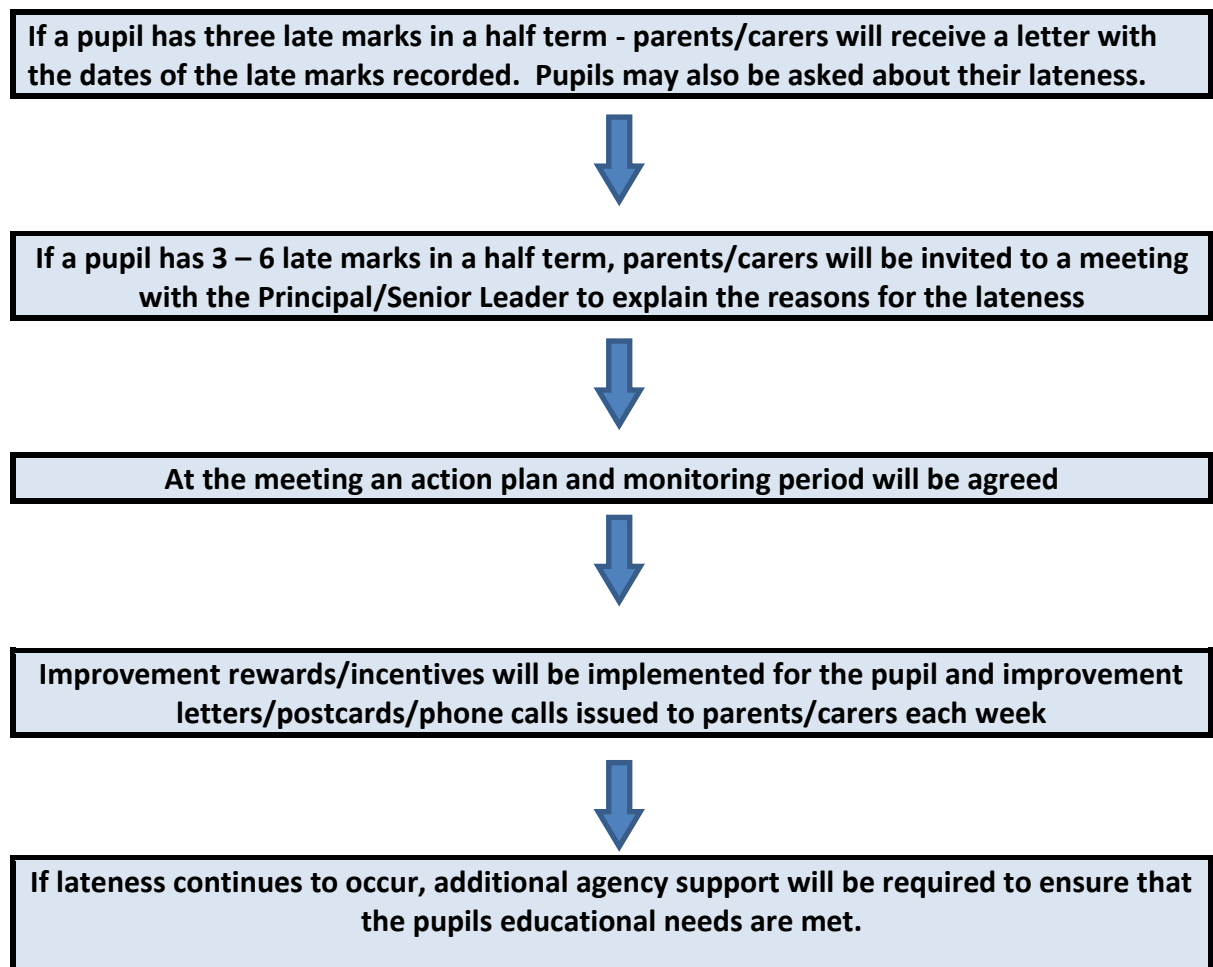 If a pupil has three late marks in a half term - parents/carers will receive a letter with
the dates of the late marks recorded.  Pupils may also be asked about their lateness.
If a pupil has 3 – 6 late marks in a half term, parents/carers will be invited to a meeting
with the Principal/Senior Leader to explain the reasons for the lateness
At the meeting an action plan and monitoring period will be agreed
Improvement rewards/incentives will be implemented for the pupil and improvement
letters/postcards/phone calls issued to parents/carers each week
If lateness continues to occur, additional agency support will be required to ensure that
the pupils educational needs are met.